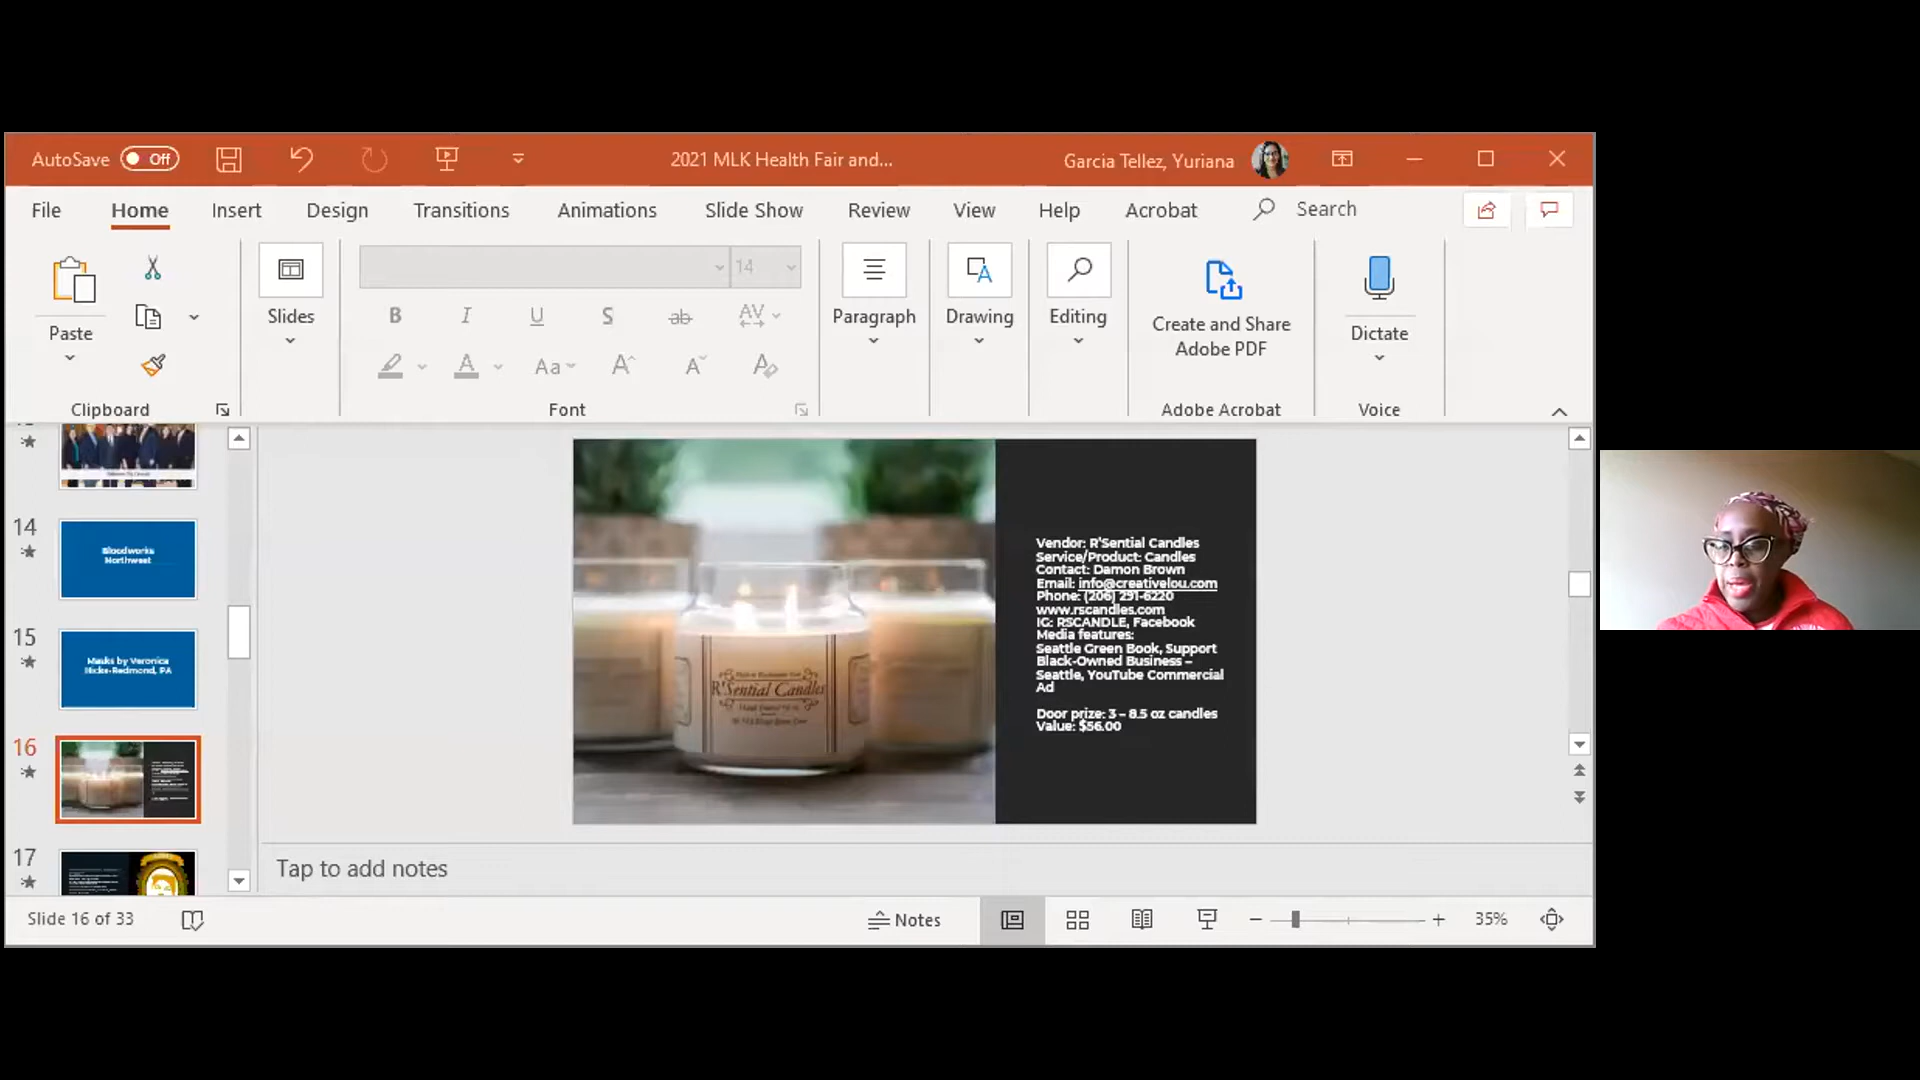 AutoSave Off 2021 MLK Health Fair and... Garcia Tellez, Yuriana
File Home Insert Design Transitions Animations Slide Show Review View Help Acrobat Search
14
B I U S ab AV
Paste Slides Paragraph Drawing Editing Create and Share Adobe PDF Dictate
A Aa A A A
Clipboard Font Adobe Acrobat Voice
14
Bloodworks
Northwest
15
Masks by Veronica
Hicks-Redmond, PA
16
17
R'Sential Candles
Vendor: R'Sential Candles
Service/Product: Candles
Contact: Damon Brown
Email: info@creativelou.com
Phone: (206) 291-6220
www.rscandles.com
IG: RSCANDLE, Facebook
Media features:
Seattle Green Book, Support
Black-Owned Business –
Seattle, YouTube Commercial
Ad
Door prize: 3 – 8.5 oz candles
Value: $56.00
Tap to add notes
Slide 16 of 33 Notes 35%